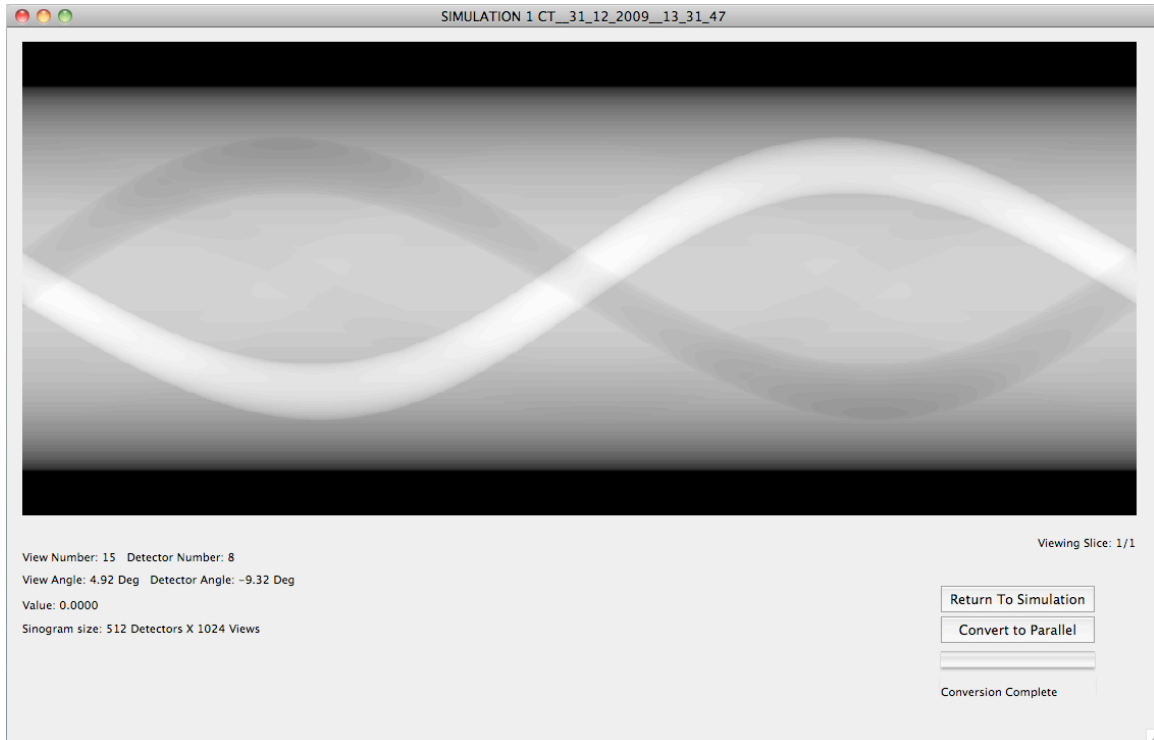 SIMULATION 1 CT__31_12_2009__13_31_47
Viewing Slice: 1/1
View Number: 15 Detector Number: 8
View Angle: 4.92 Deg Detector Angle: -9.32 Deg
Value: 0.0000
Sinogram size: 512 Detectors X 1024 Views
Return To Simulation
Convert to Parallel
Conversion Complete